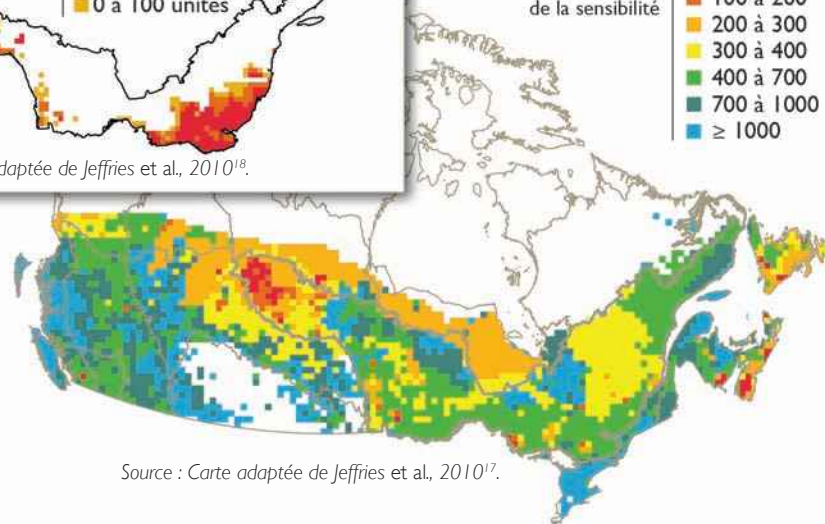 0 à 100 unités
de la sensibilité
100 à 200
200 à 300
300 à 400
400 à 700
700 à 1000
≥ 1000
daptée de Jeffries et al., 2010¹⁸.
Source : Carte adaptée de Jeffries et al., 2010¹⁷.